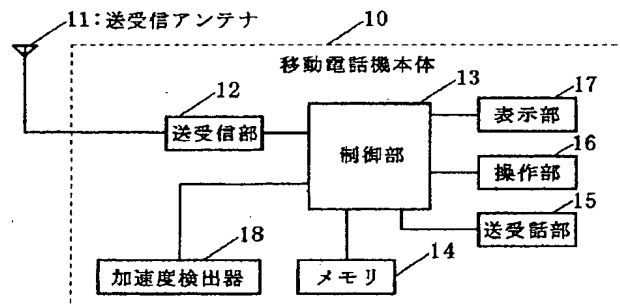 11:送受信アンテナ
10
移動電話機本体
12
送受信部
13
制御部
17
表示部
16
操作部
15
送受話部
18
加速度検出器
14
メモリ